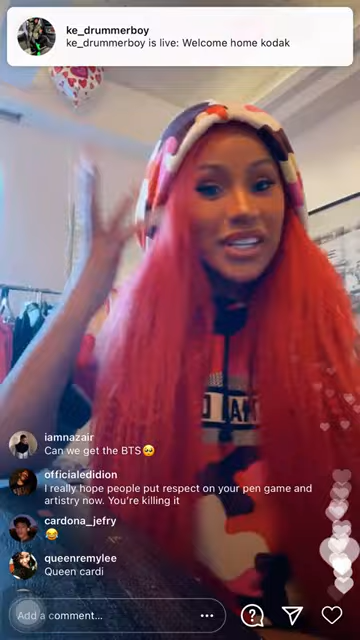 ke_drummerboy
ke_drummerboy is live: Welcome home kodak
iamnazair
Can we get the BTS🥺
officialedidion
I really hope people put respect on your pen game and
artistry now. You're killing it
cardona_jefry
😂
queenremylee
Queen cardi
Add a comment...